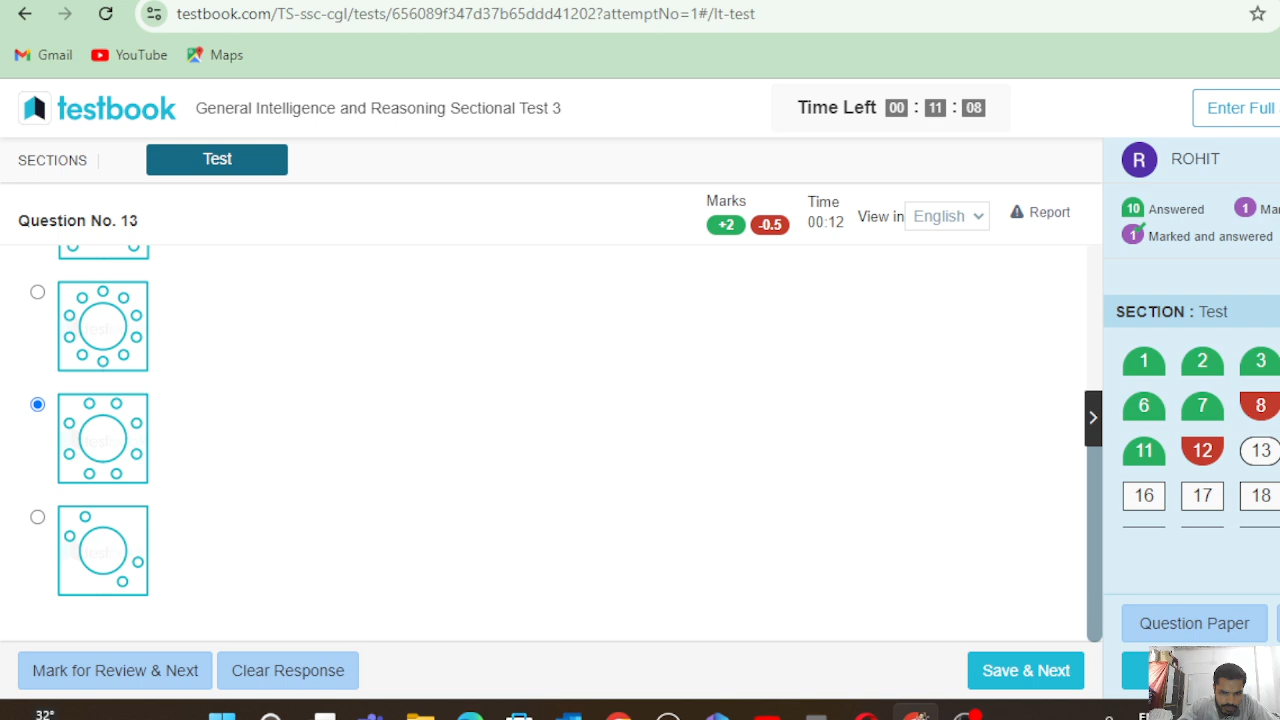 testbook.com/TS-ssc-cgl/tests/656089f347d37b65ddd41202?attemptNo=1#/lt-test
Gmail YouTube Maps
testbook General Intelligence and Reasoning Sectional Test 3 Time Left 00 : 11 : 08 Enter Full
SECTIONS Test R ROHIT
Question No. 13 Marks +2 -0.5 Time 00:12 View in English Report
10 Answered 1 Mar
1 Marked and answered
SECTION : Test
1 2 3
6 7 8
11 12 13
16 17 18
Question Paper
Mark for Review & Next Clear Response Save & Next
32°